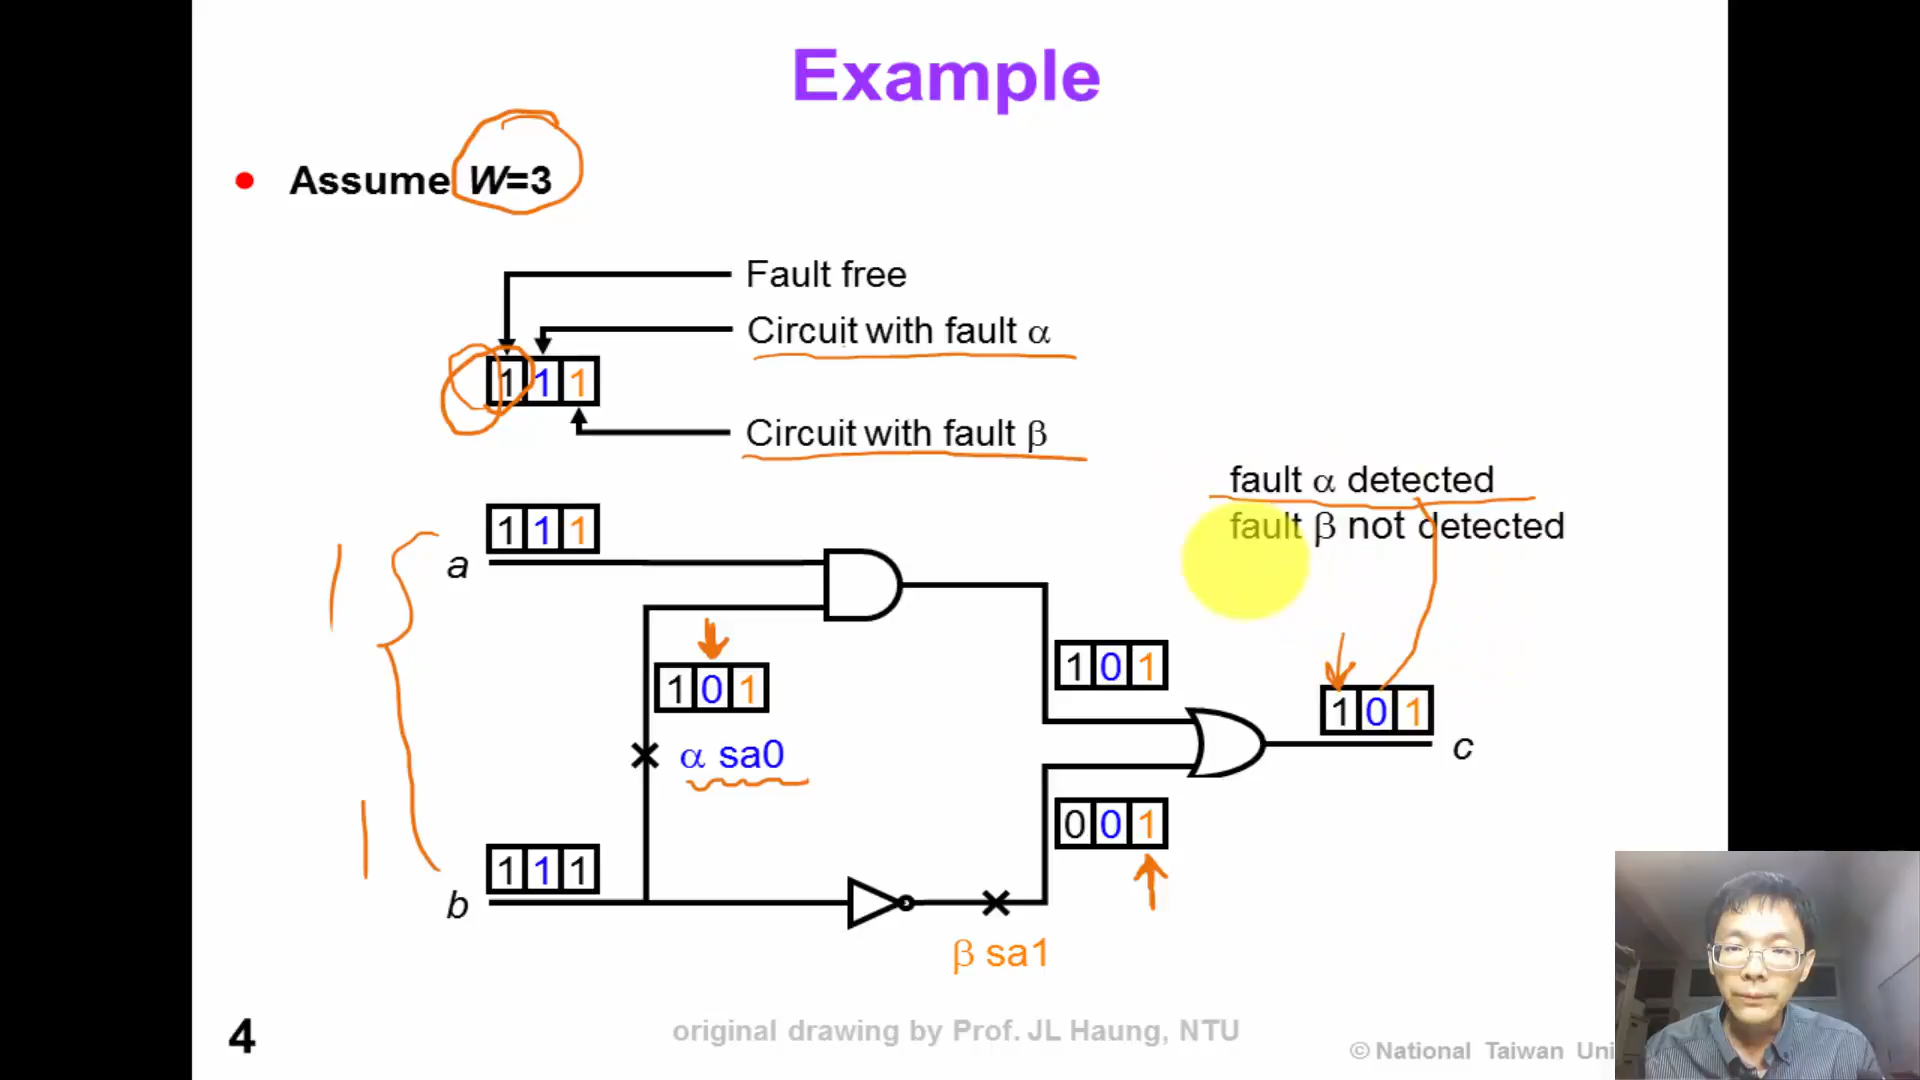 Example
• Assume W=3
Fault free
Circuit with fault α
1 1 1
Circuit with fault β
fault α detected
fault β not detected
1 1 1
a
1
1 0 1
1 0 1
α sa0
1 0 1
c
0 0 1
1
1 1 1
b
β sa1
4
original drawing by Prof. JL Haung, NTU
© National Taiwan Uni